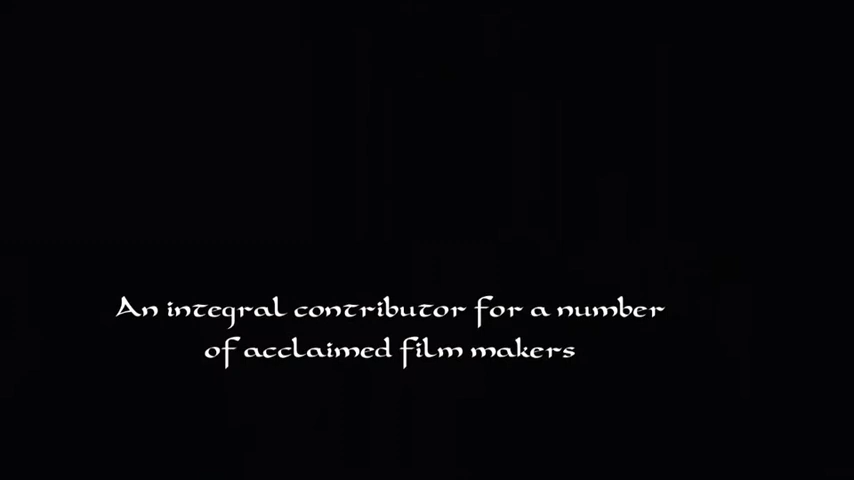 An integral contributor for a number
of acclaimed film makers